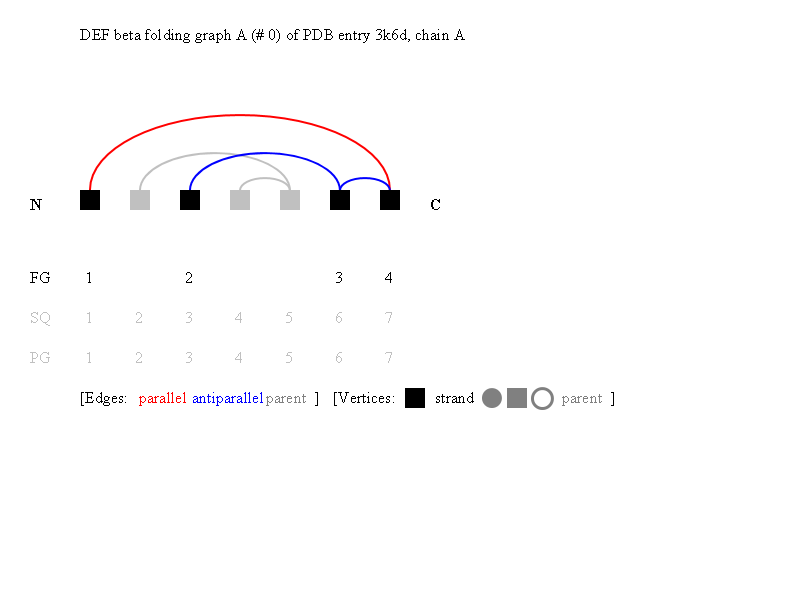 DEF beta folding graph A (# 0) of PDB entry 3k6d, chain A
N C
FG 1 2 3 4
SQ 1 2 3 4 5 6 7
PG 1 2 3 4 5 6 7
[Edges: parallel antiparallel parent ] [Vertices: strand parent ]